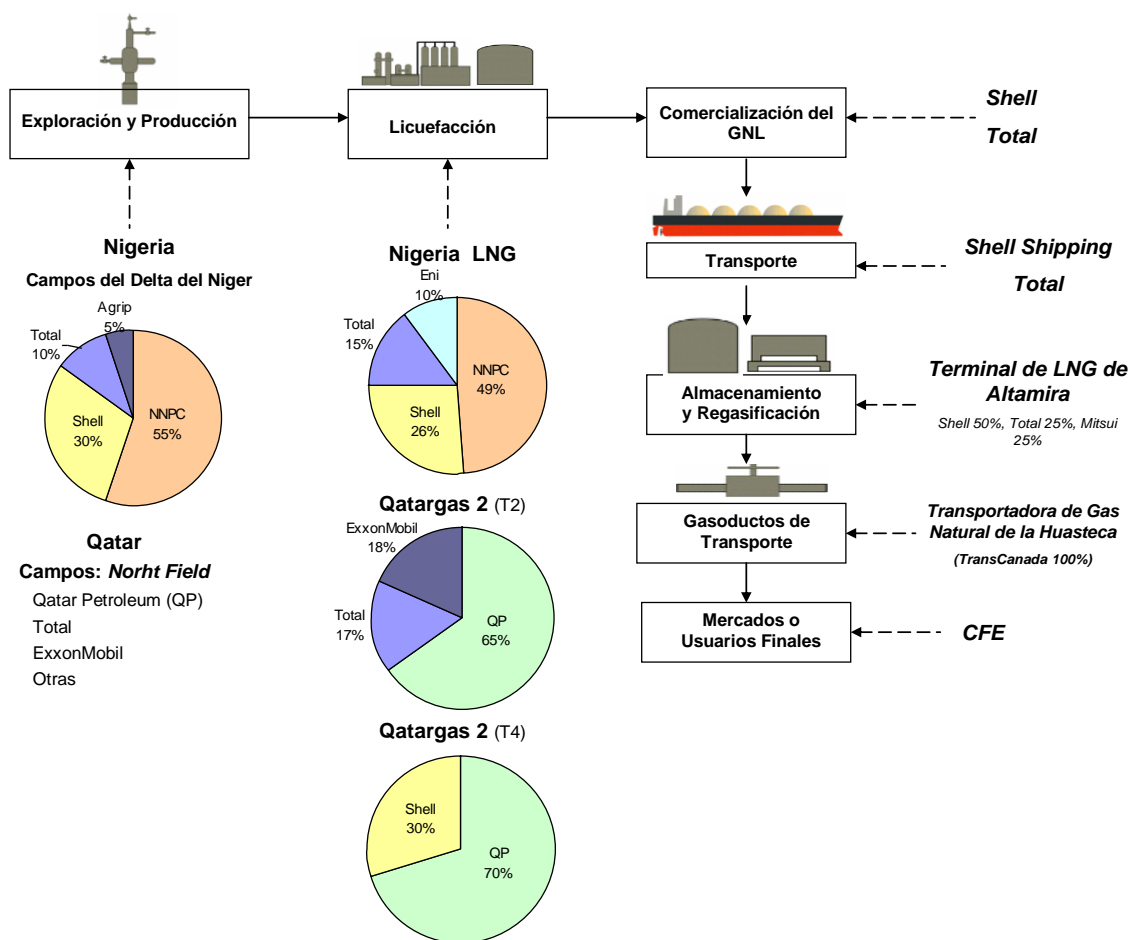 Exploración y Producción
Licuefacción
Comercialización del
GNL
Shell
Total
Transporte
Shell Shipping
Total
Almacenamiento
y Regasificación
Terminal de LNG de
Altamira
Shell 50%, Total 25%, Mitsui
25%
Gasoductos de
Transporte
Transportadora de Gas
Natural de la Huasteca
(TransCanada 100%)
Mercados o
Usuarios Finales
CFE
Nigeria
Campos del Delta del Niger
Agrip
5%
Total
10%
Shell
30%
NNPC
55%
Qatar
Campos: Norht Field
Qatar Petroleum (QP)
Total
ExxonMobil
Otras
Nigeria LNG
Eni
10%
Total
15%
NNPC
49%
Shell
26%
Qatargas 2 (T2)
ExxonMobil
18%
Total
17%
QP
65%
Qatargas 2 (T4)
Shell
30%
QP
70%